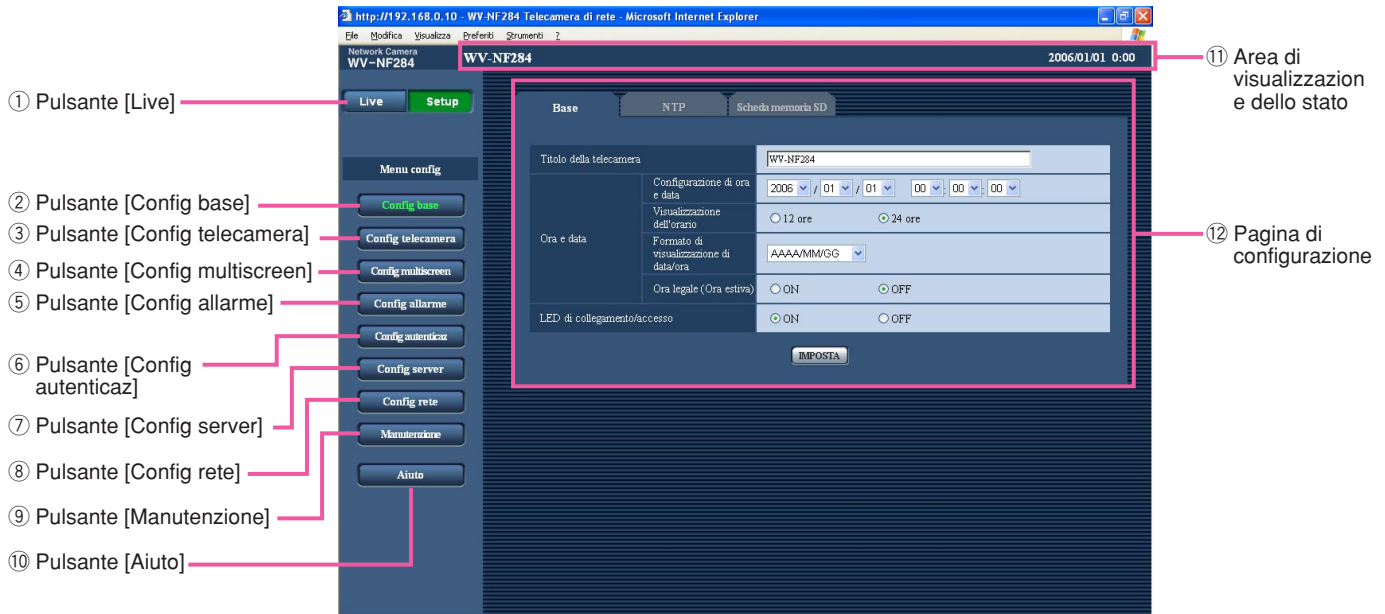 http://192.168.0.10 - WV-NF284 Telecamera di rete - Microsoft Internet Explorer
File Modifica Visualizza Preferiti Strumenti ?
Network Camera
WV-NF284
WV-NF284
2006/01/01 0:00
Live
Setup
Menu config
Config base
Config telecamera
Config multiscreen
Config allarme
Config autenticaz
Config server
Config rete
Manutenzione
Aiuto
Base
NTP
Scheda memoria SD
Titolo della telecamera
WV-NF284
Ora e data
Configurazione di ora
e data
2006 / 01 / 01 00 : 00 : 00
Visualizzazione
dell'orario
12 ore
24 ore
Formato di
visualizzazione di
data/ora
AAAA/MM/GG
Ora legale (Ora estiva)
ON
OFF
LED di collegamento/accesso
ON
OFF
IMPOSTA
① Pulsante [Live]
② Pulsante [Config base]
③ Pulsante [Config telecamera]
④ Pulsante [Config multiscreen]
⑤ Pulsante [Config allarme]
⑥ Pulsante [Config
autenticaz]
⑦ Pulsante [Config server]
⑧ Pulsante [Config rete]
⑨ Pulsante [Manutenzione]
⑩ Pulsante [Aiuto]
⑪ Area di
visualizzazion
e dello stato
⑫ Pagina di
configurazione